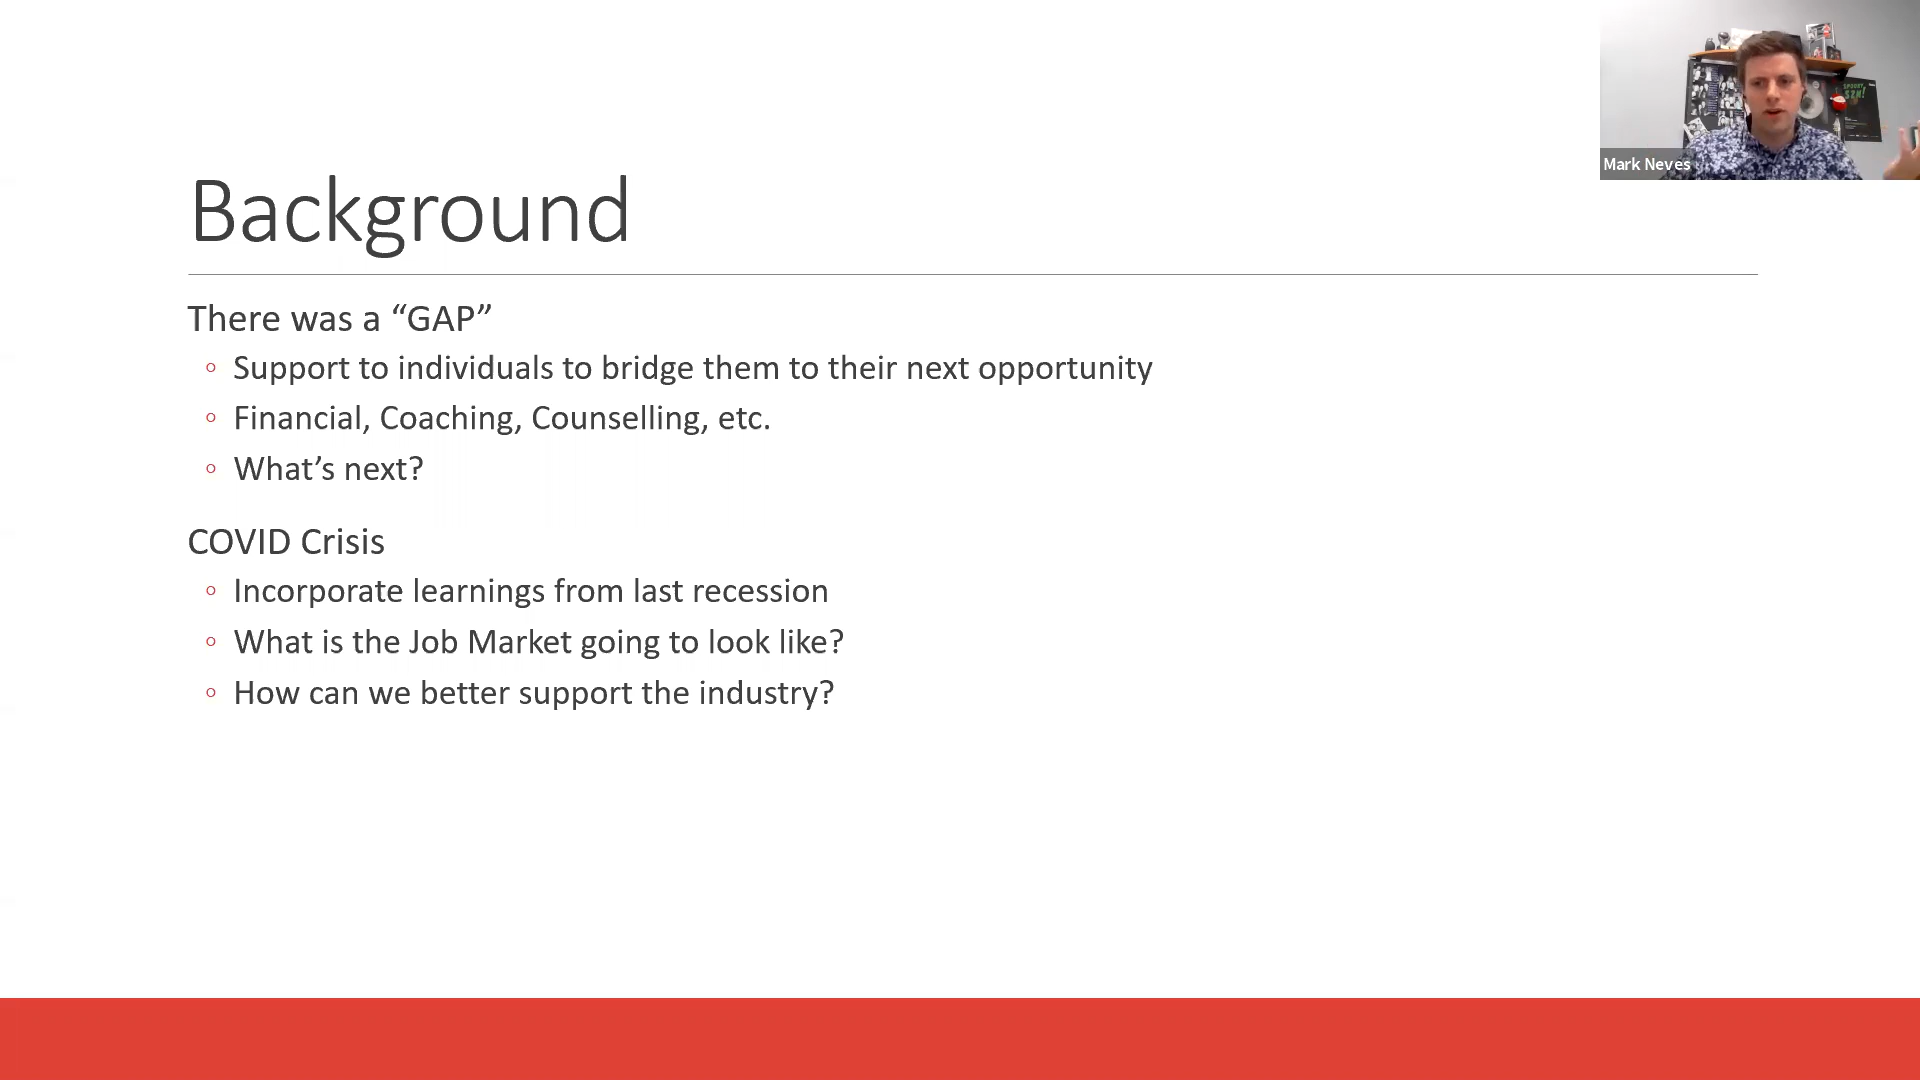 Background
There was a “GAP”
◦ Support to individuals to bridge them to their next opportunity
◦ Financial, Coaching, Counselling, etc.
◦ What’s next?
COVID Crisis
◦ Incorporate learnings from last recession
◦ What is the Job Market going to look like?
◦ How can we better support the industry?
Mark Neves